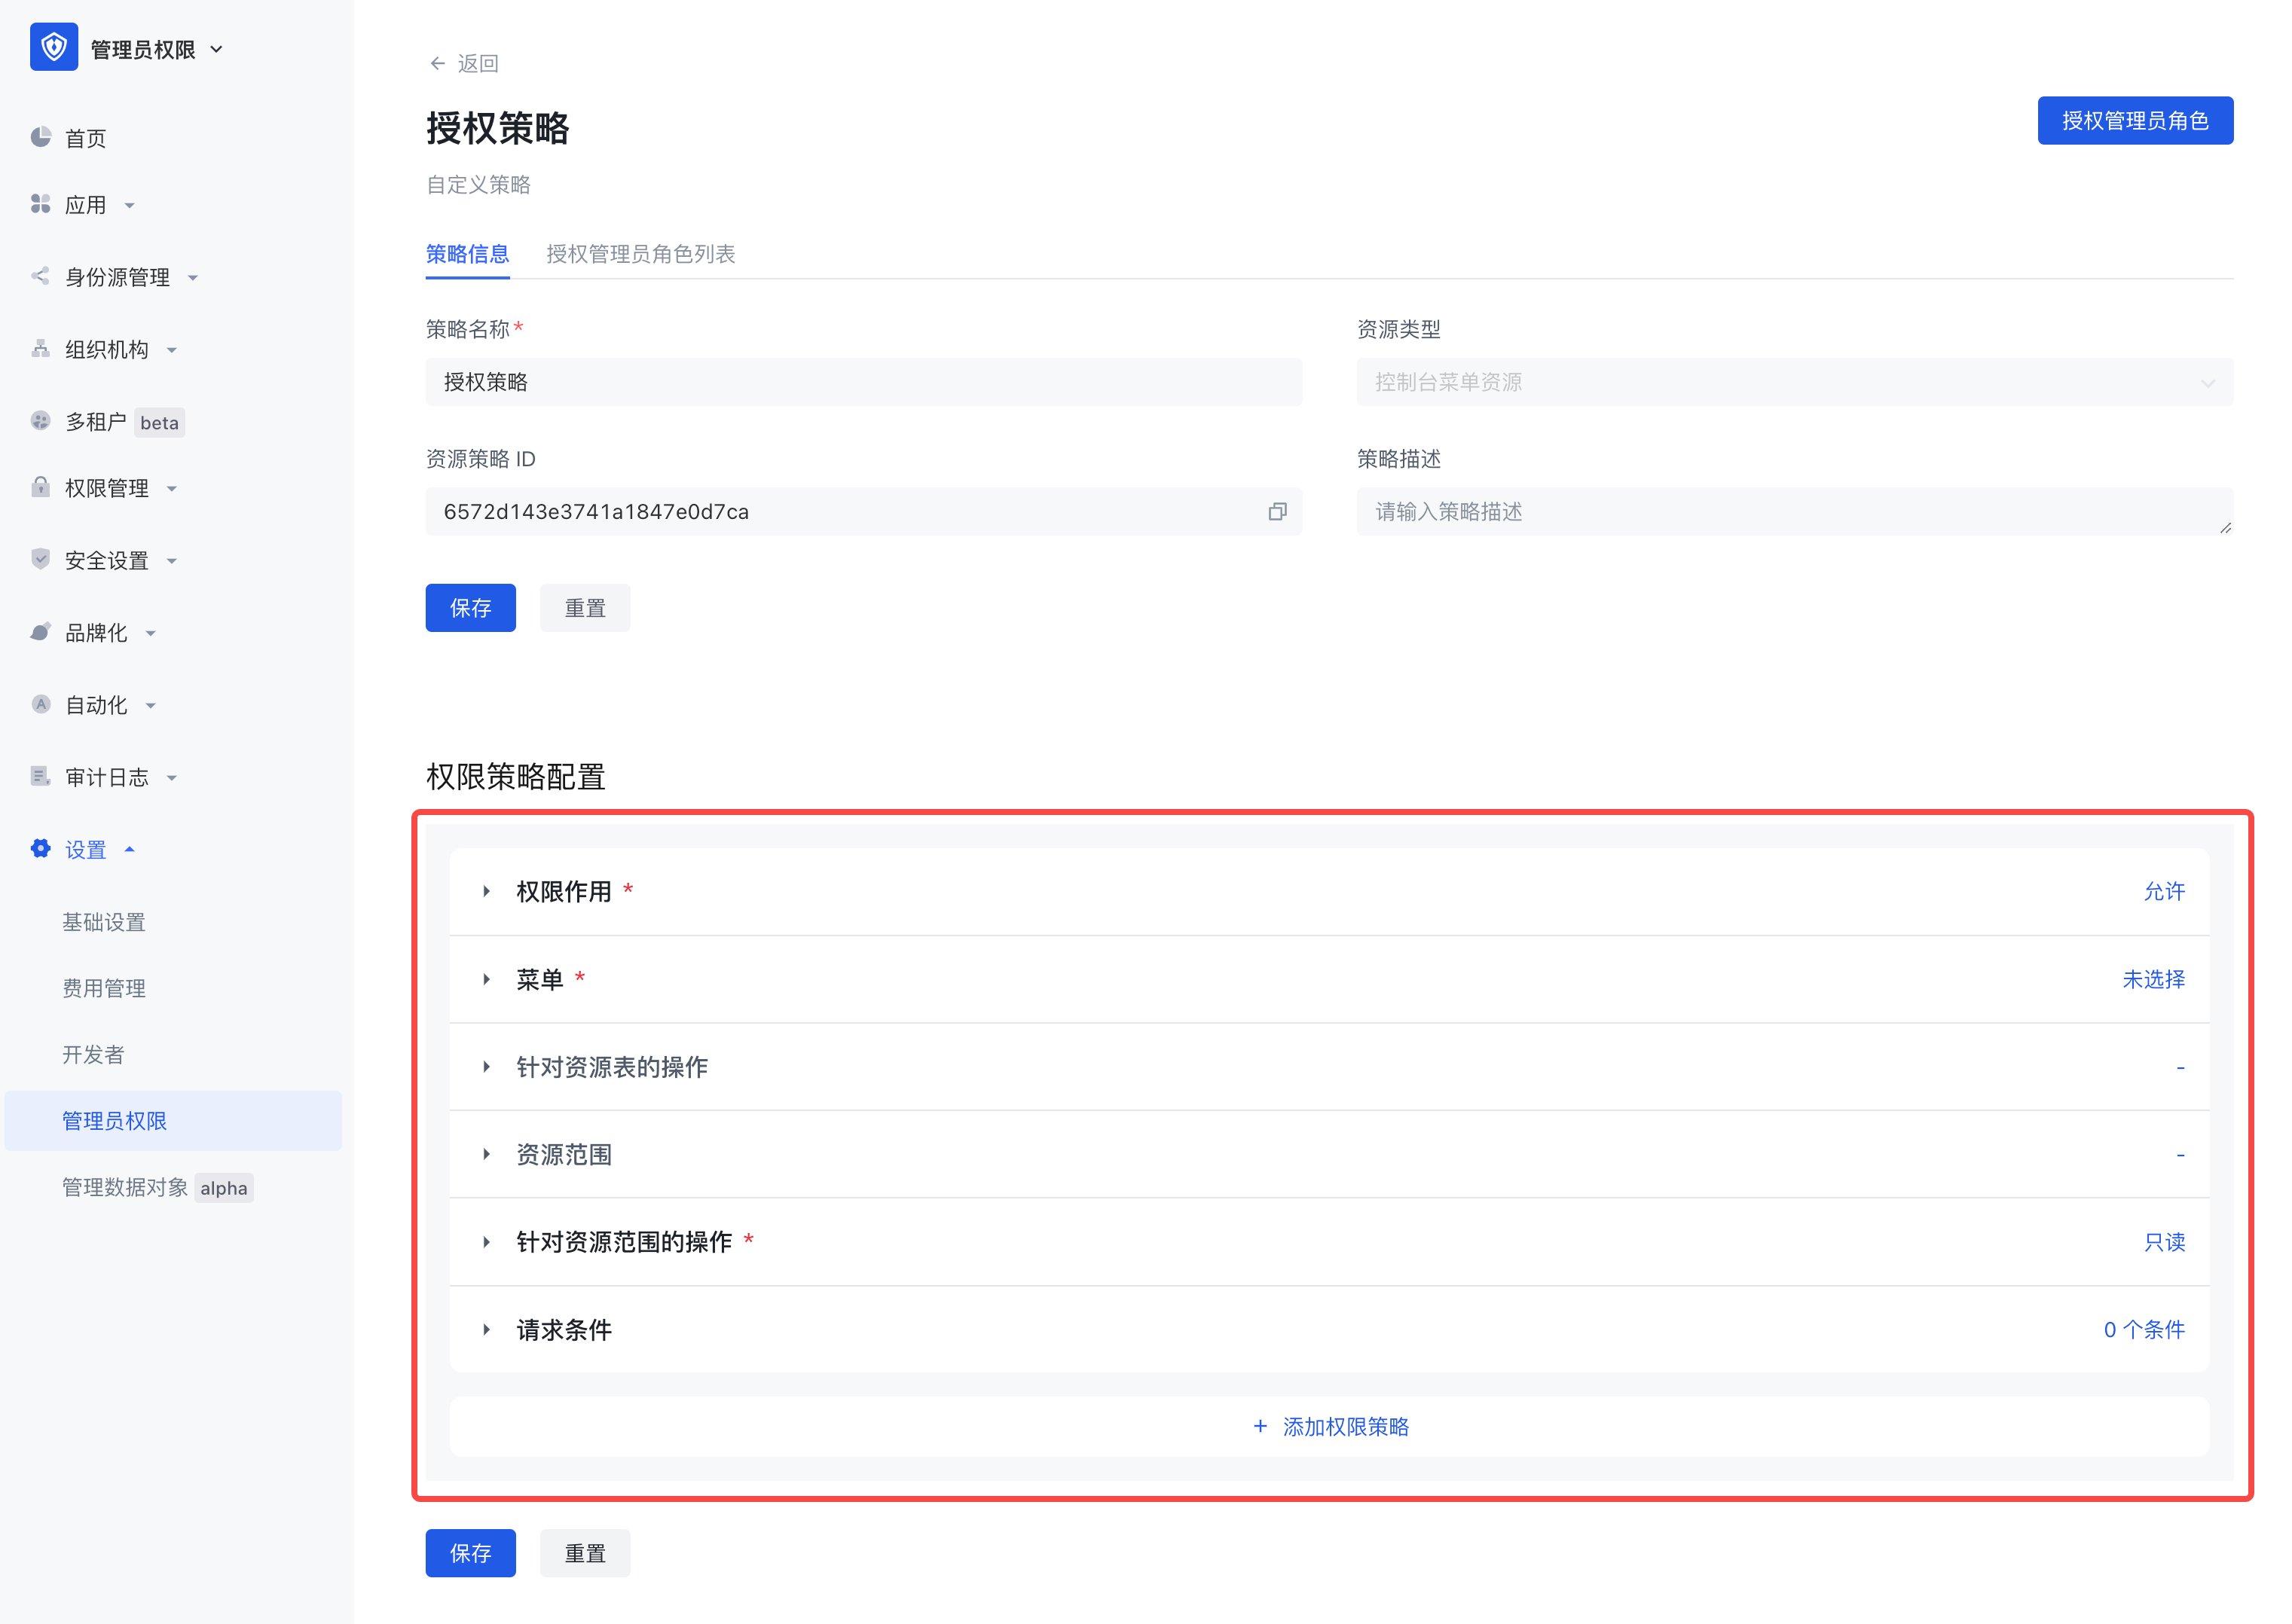 管理员权限
首页
应用
身份源管理
组织机构
多租户 beta
权限管理
安全设置
品牌化
自动化
审计日志
设置
基础设置
费用管理
开发者
管理员权限
管理数据对象 alpha
返回
授权策略
授权管理员角色
自定义策略
策略信息 授权管理员角色列表
策略名称*
授权策略
资源类型
控制台菜单资源
资源策略 ID
6572d143e3741a1847e0d7ca
策略描述
请输入策略描述
保存 重置
权限策略配置
权限作用 * 允许
菜单 * 未选择
针对资源表的操作 -
资源范围 -
针对资源范围的操作 * 只读
请求条件 0 个条件
+ 添加权限策略
保存 重置